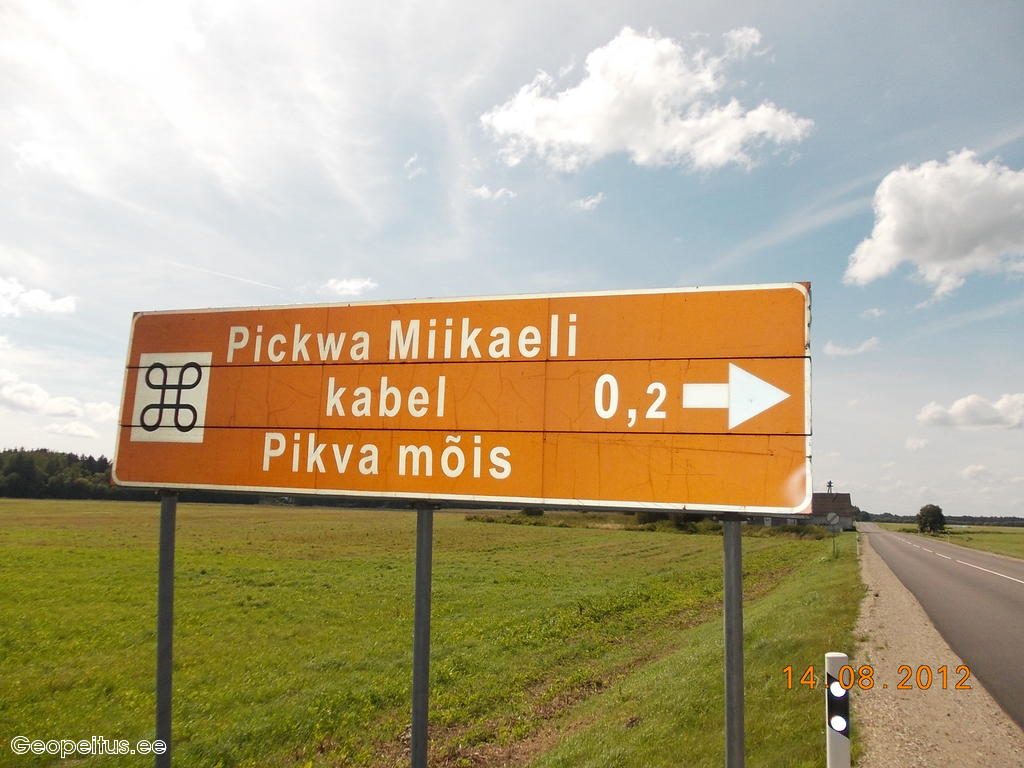 Pickwa Miikaeli
kabel
Pikva mõis
0,2
14.08.2012
Geopeitus.ee